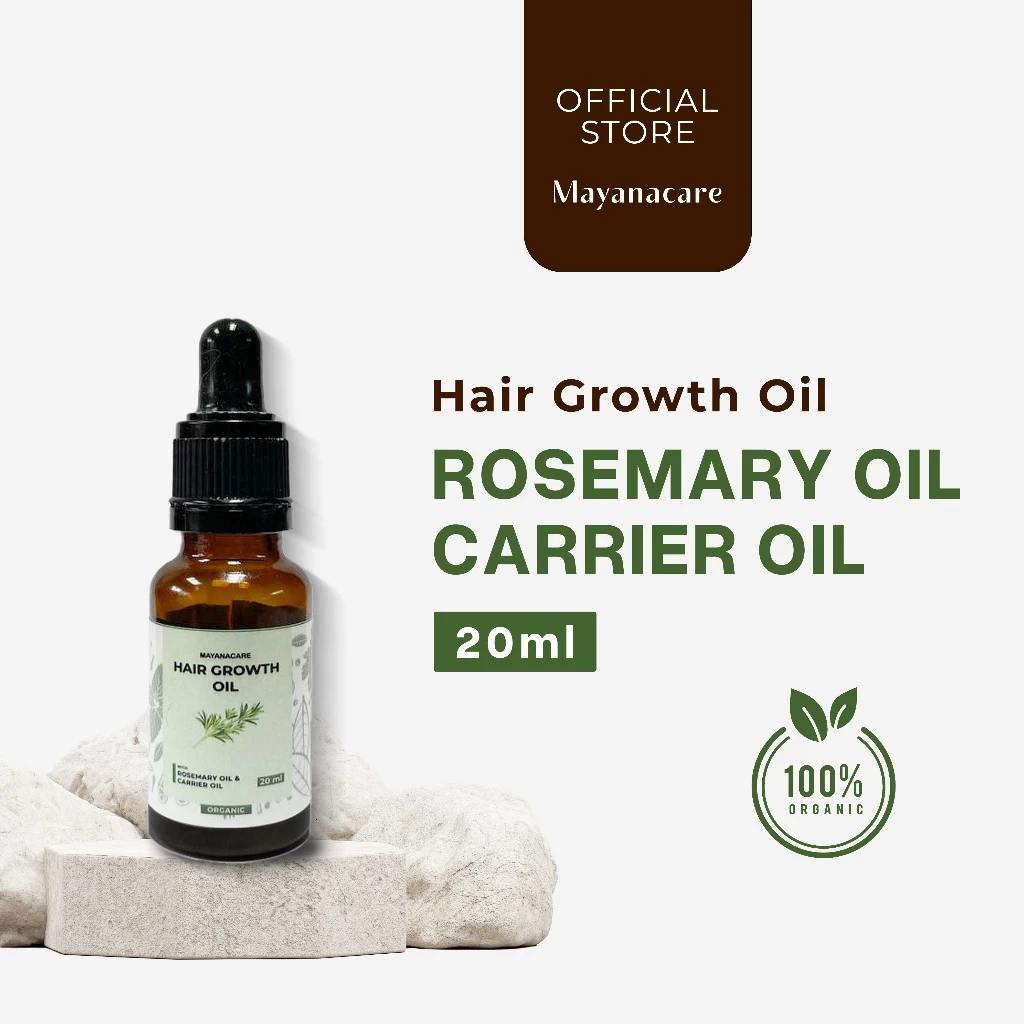 OFFICIAL
STORE
Mayanacare
Hair Growth Oil
ROSEMARY OIL
CARRIER OIL
20ml
MAYANACARE
HAIR GROWTH
OIL
WITH
ROSEMARY OIL &
CARRIER OIL
20 ml
ORGANIC
100%
ORGANIC